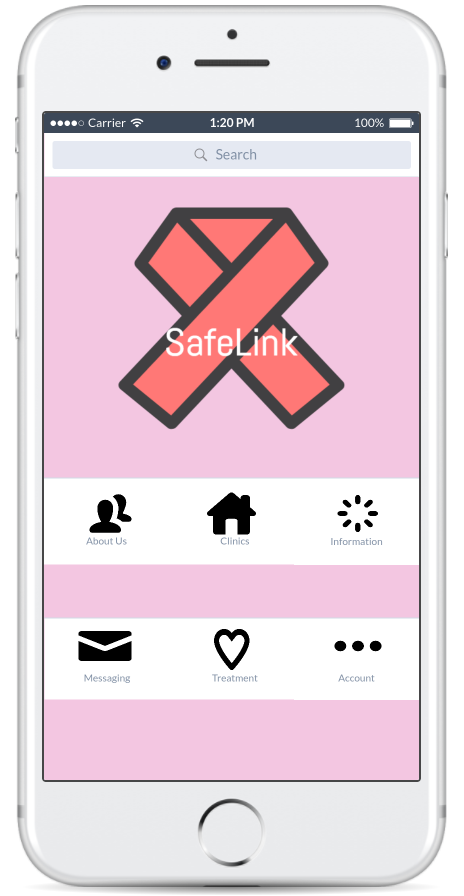 Carrier 1:20 PM 100%
Search
SafeLink
About Us Clinics Information
Messaging Treatment Account